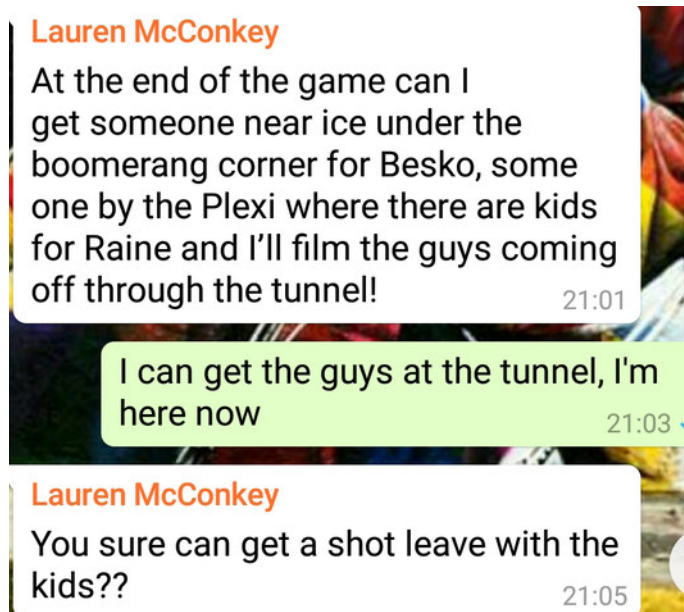 Lauren McConkey
At the end of the game can I
get someone near ice under the
boomerang corner for Besko, some
one by the Plexi where there are kids
for Raine and I’ll film the guys coming
off through the tunnel!
21:01
I can get the guys at the tunnel, I'm
here now
21:03
Lauren McConkey
You sure can get a shot leave with the
kids??
21:05